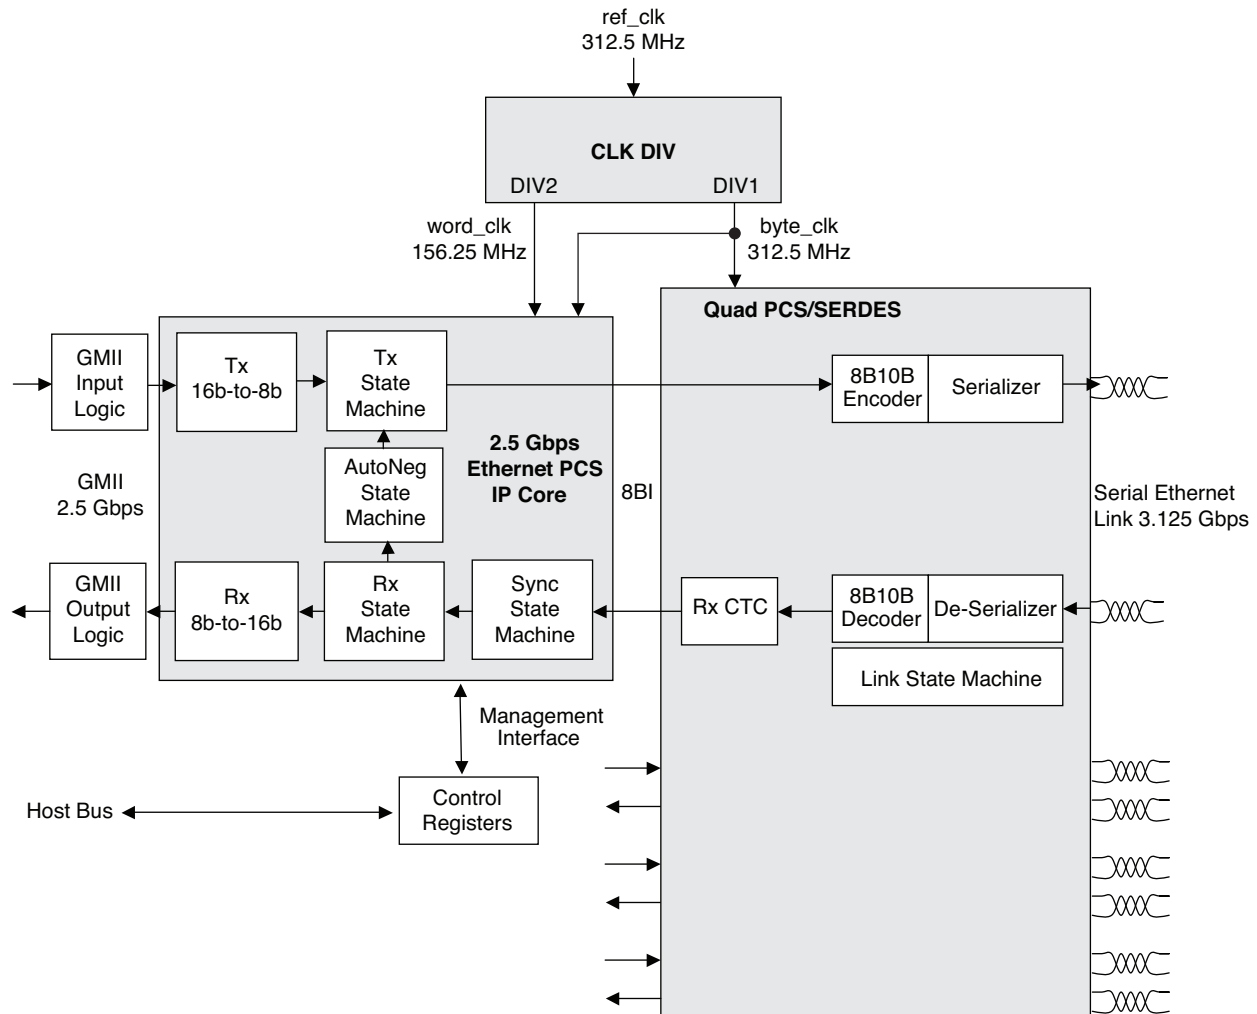 ref_clk
312.5 MHz
CLK DIV
DIV2
DIV1
word_clk
156.25 MHz
byte_clk
312.5 MHz
Quad PCS/SERDES
GMII
Input
Logic
Tx
16b-to-8b
Tx
State
Machine
8B10B
Encoder
Serializer
2.5 Gbps
Ethernet PCS
IP Core
AutoNeg
State
Machine
GMII
2.5 Gbps
8BI
Serial Ethernet
Link 3.125 Gbps
GMII
Output
Logic
Rx
8b-to-16b
Rx
State
Machine
Sync
State
Machine
Rx CTC
8B10B
Decoder
De-Serializer
Link State Machine
Management
Interface
Host Bus
Control
Registers